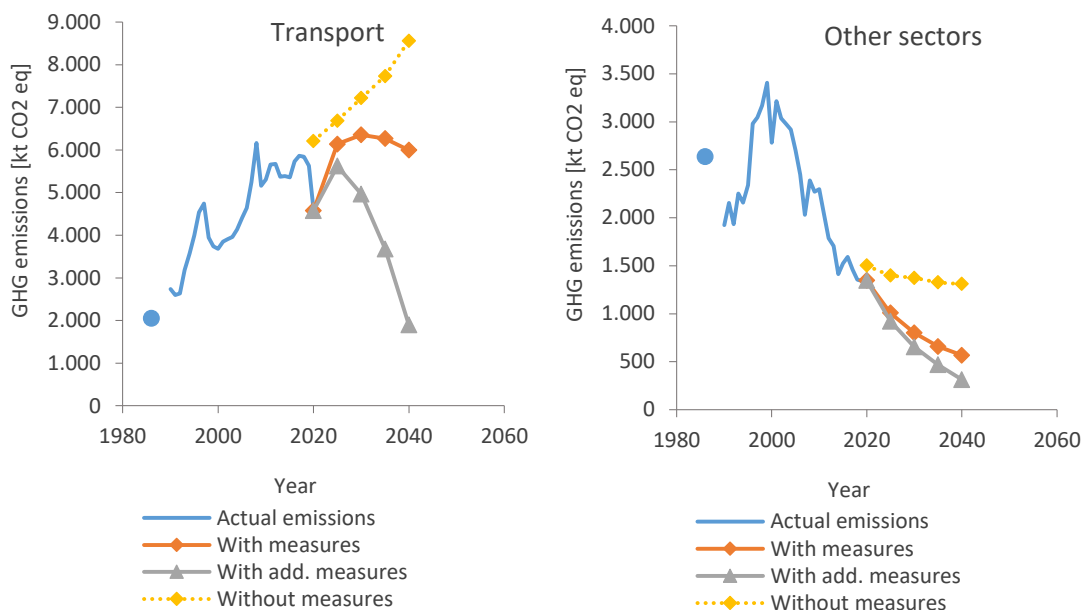 Transport
GHG emissions [kt CO2 eq]
9.000
8.000
7.000
6.000
5.000
4.000
3.000
2.000
1.000
0
1980 2000 2020 2040 2060
Year
Actual emissions
With measures
With add. measures
Without measures
Other sectors
GHG emissions [kt CO2 eq]
4.000
3.500
3.000
2.500
2.000
1.500
1.000
500
0
1980 2000 2020 2040 2060
Year
Actual emissions
With measures
With add. measures
Without measures